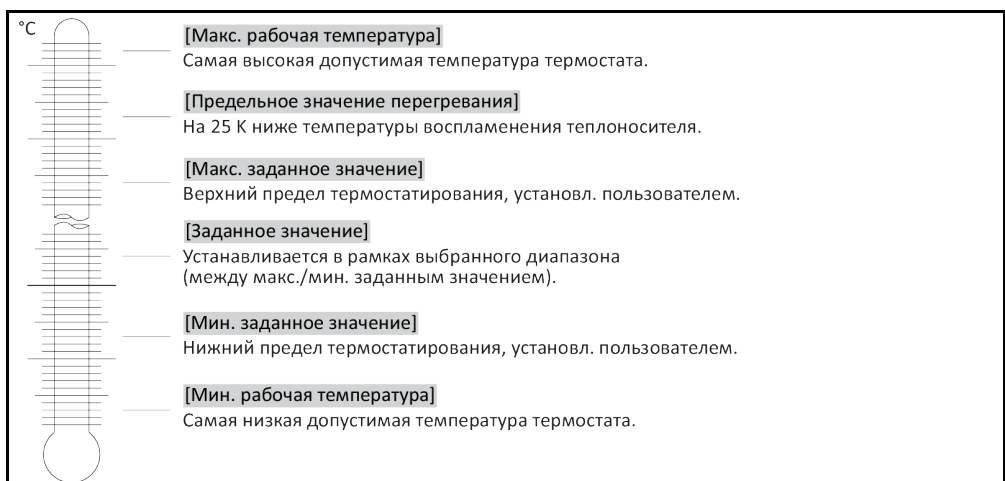 °C
[Макс. рабочая температура]
Самая высокая допустимая температура термостата.
[Предельное значение перегревания]
На 25 K ниже температуры воспламенения теплоносителя.
[Макс. заданное значение]
Верхний предел термостатирования, установл. пользователем.
[Заданное значение]
Устанавливается в рамках выбранного диапазона
(между макс./мин. заданным значением).
[Мин. заданное значение]
Нижний предел термостатирования, установл. пользователем.
[Мин. рабочая температура]
Самая низкая допустимая температура термостата.